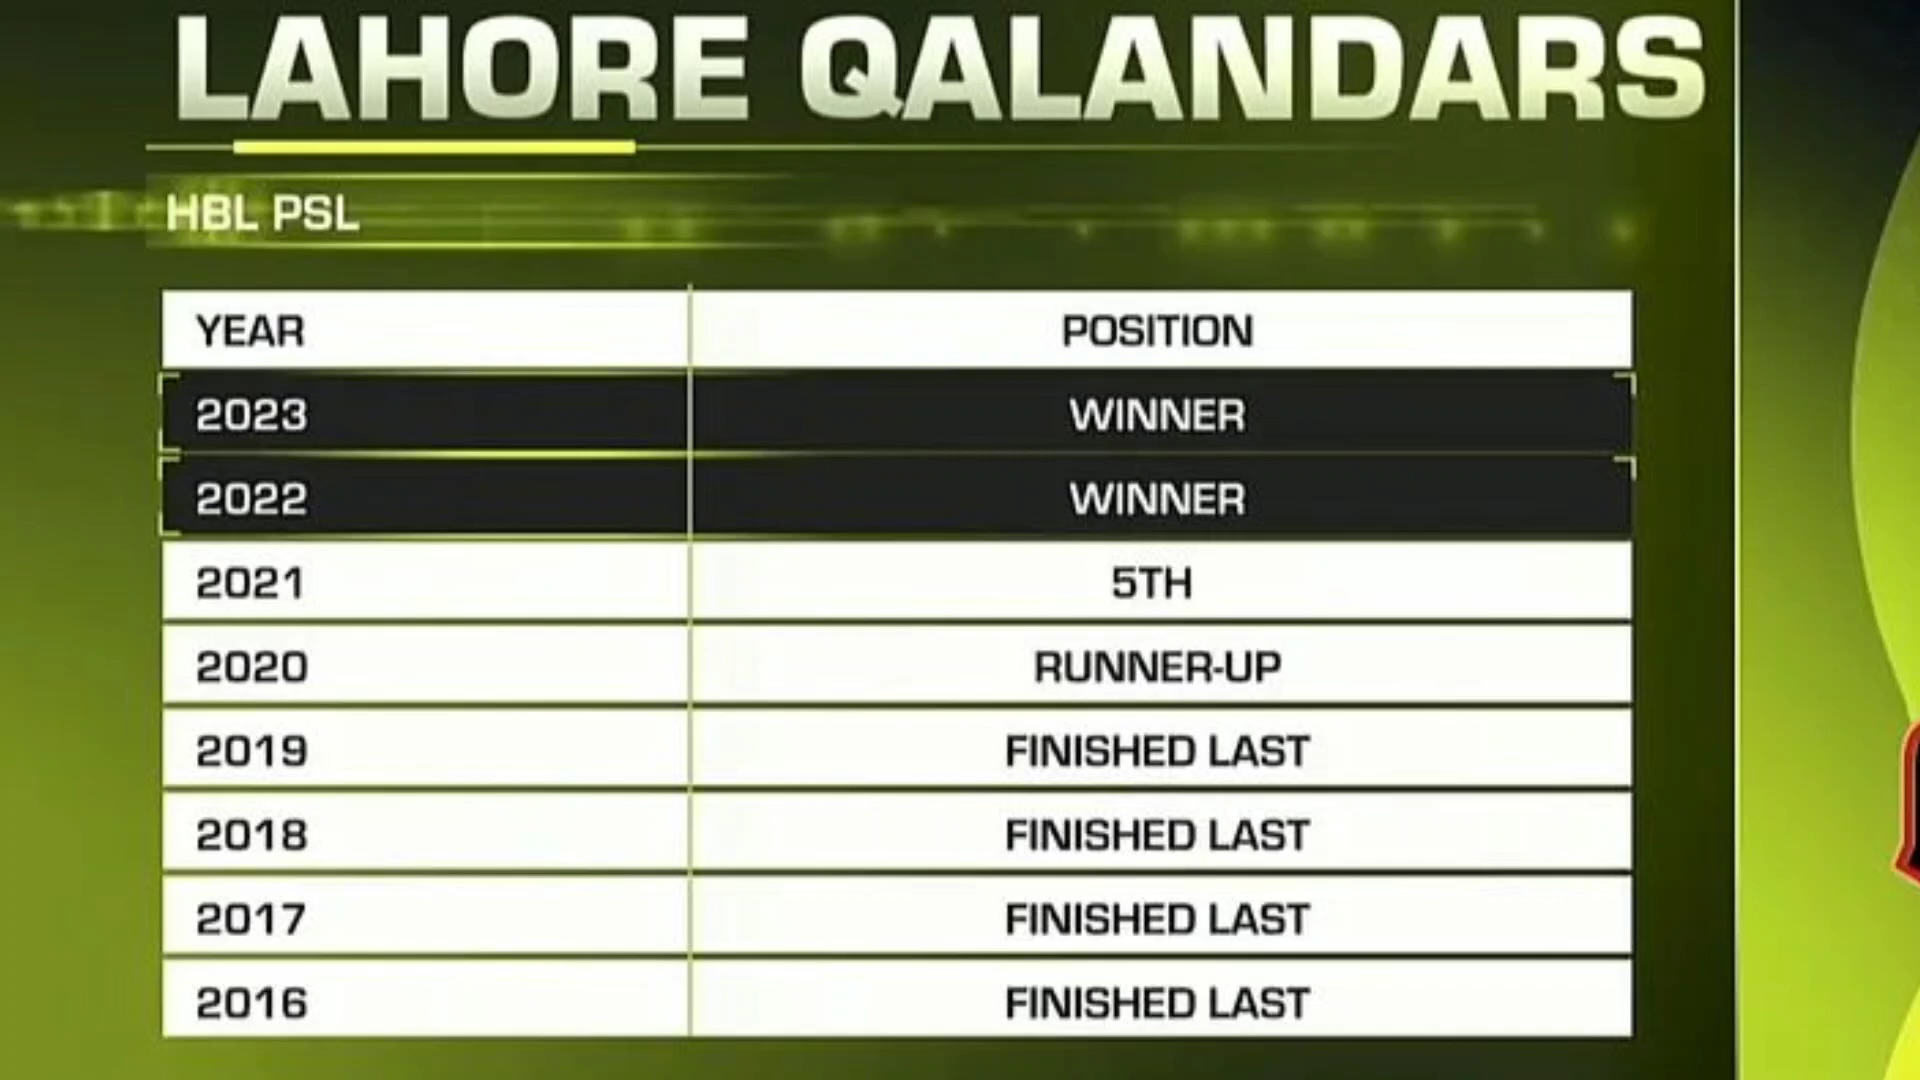 LAHORE QALANDARS
HBL PSL
YEAR POSITION
2023 WINNER
2022 WINNER
2021 5TH
2020 RUNNER-UP
2019 FINISHED LAST
2018 FINISHED LAST
2017 FINISHED LAST
2016 FINISHED LAST